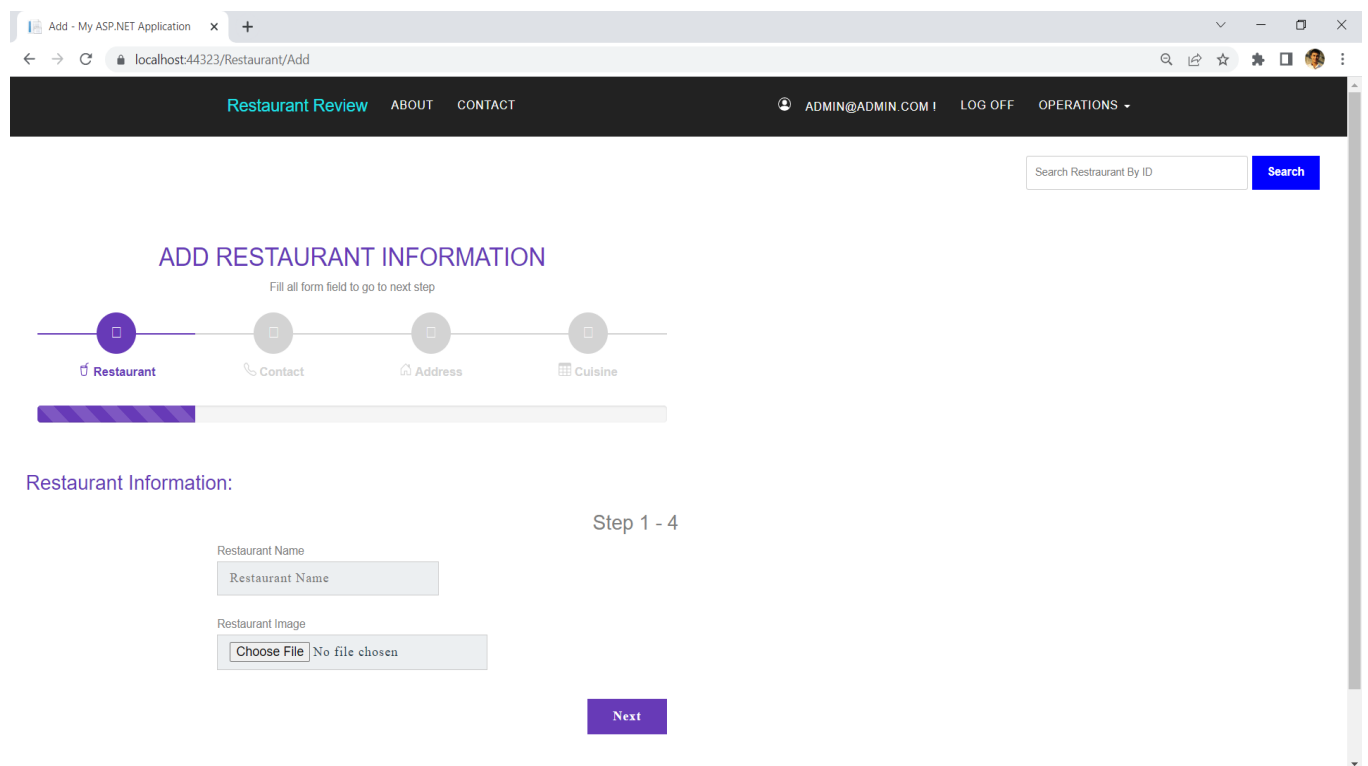 Add - My ASP.NET Application
localhost:44323/Restaurant/Add
Restaurant Review ABOUT CONTACT ADMIN@ADMIN.COM ! LOG OFF OPERATIONS
Search Restraurant By ID Search
ADD RESTAURANT INFORMATION
Fill all form field to go to next step
Restaurant Contact Address Cuisine
Restaurant Information:
Step 1 - 4
Restaurant Name
Restaurant Name
Restaurant Image
Choose File No file chosen
Next